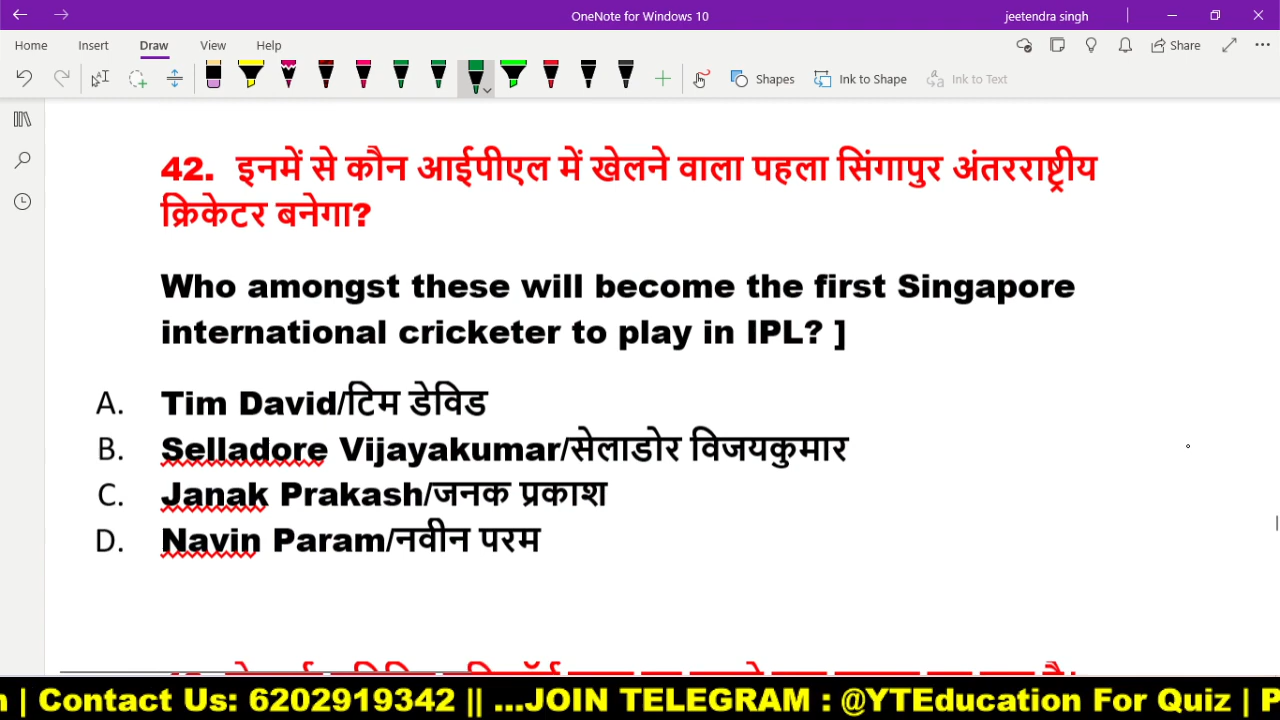 OneNote for Windows 10
jeetendra singh
Home Insert Draw View Help
Share
Shapes Ink to Shape Ink to Text
42. इनमें से कौन आईपीएल में खेलने वाला पहला सिंगापुर अंतरराष्ट्रीय
क्रिकेटर बनेगा?
Who amongst these will become the first Singapore
international cricketer to play in IPL? ]
A. Tim David/टिम डेविड
B. Selladore Vijayakumar/सेलाडोर विजयकुमार
C. Janak Prakash/जनक प्रकाश
D. Navin Param/नवीन परम
| Contact Us: 6202919342 || ...JOIN TELEGRAM : @YTEducation For Quiz |